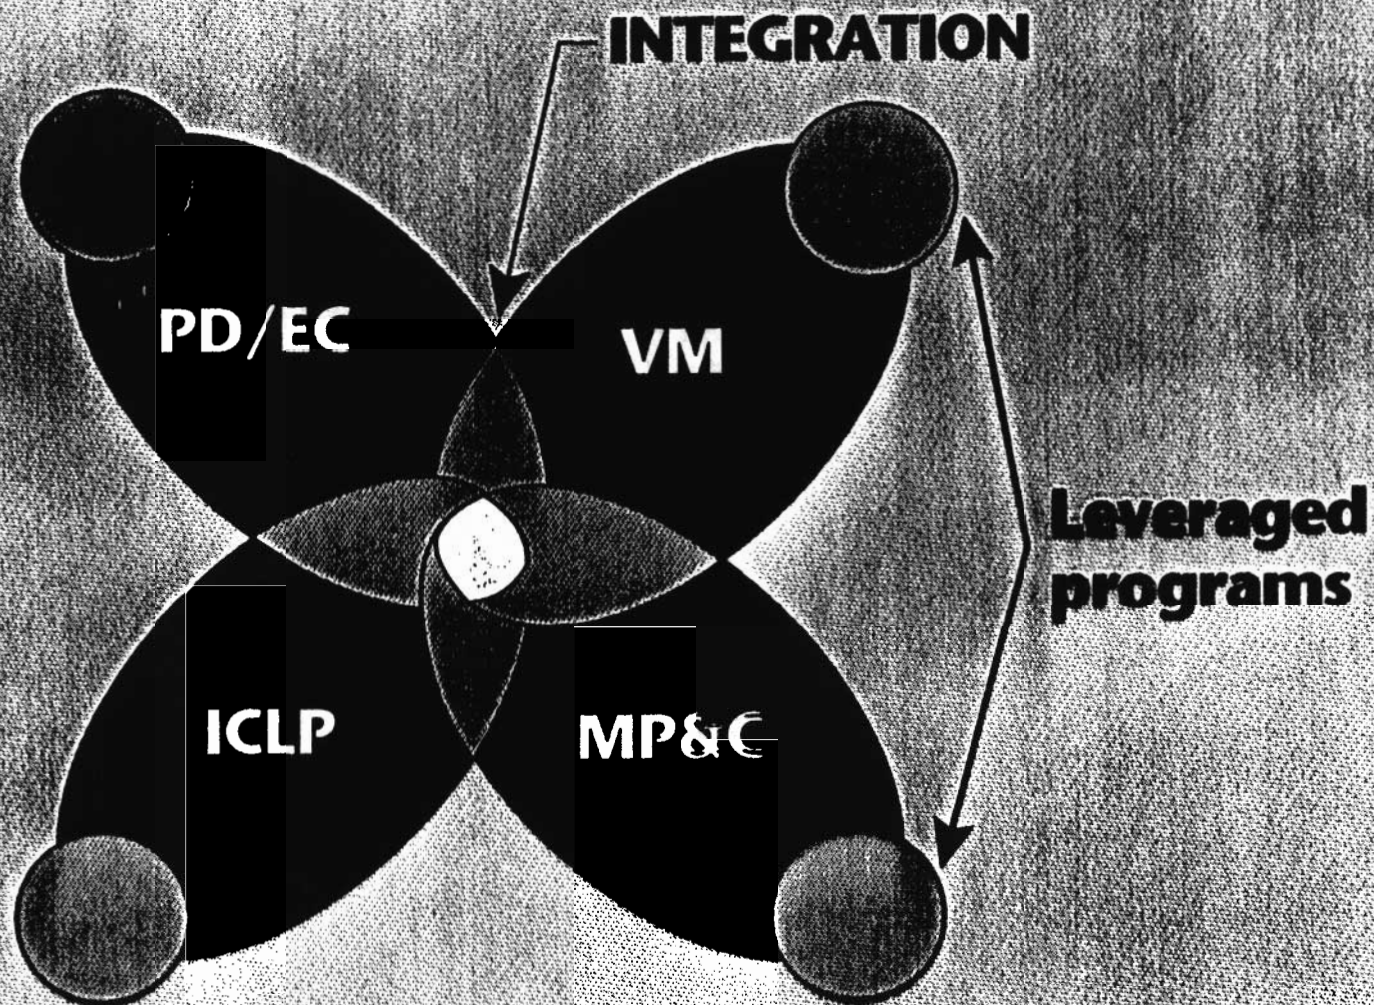 INTEGRATION
PD/EC
VM
Leveraged
programs
ICLP
MP&C